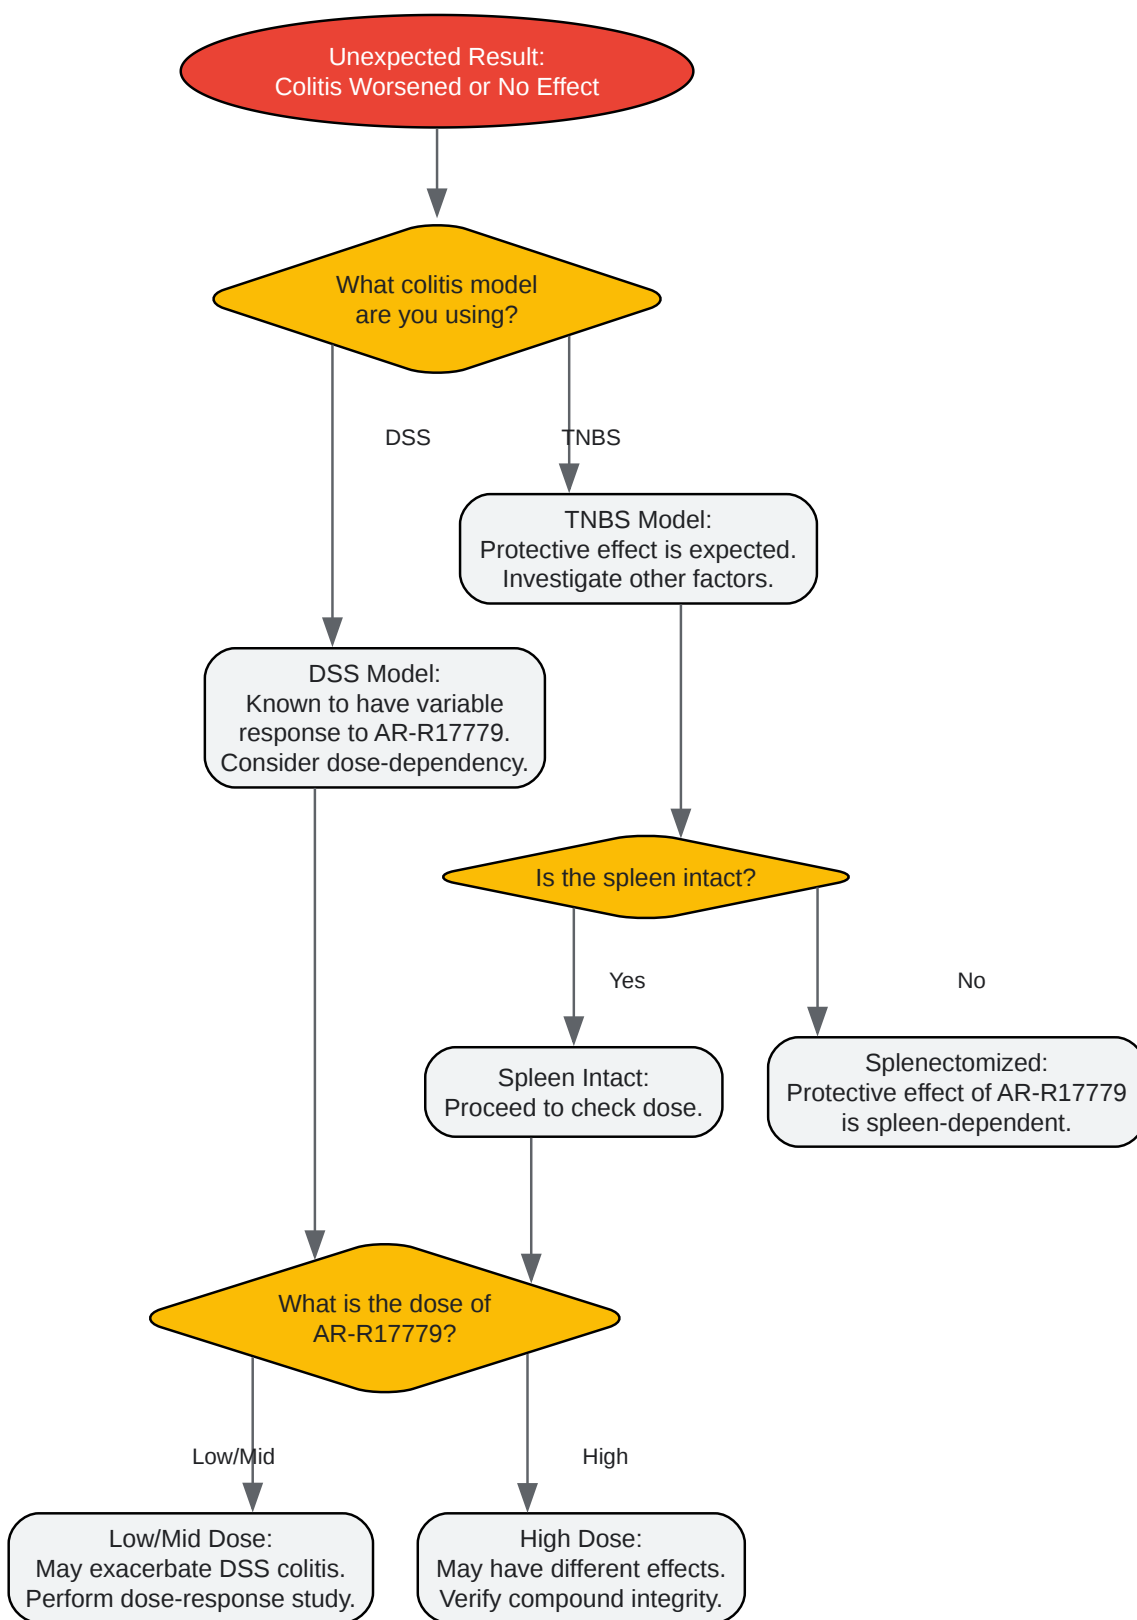 Unexpected Result:
Colitis Worsened or No Effect
What colitis model
are you using?
DSS
TNBS
TNBS Model:
Protective effect is expected.
Investigate other factors.
DSS Model:
Known to have variable
response to AR-R17779.
Consider dose-dependency.
Is the spleen intact?
Yes
No
Spleen Intact:
Proceed to check dose.
Splenectomized:
Protective effect of AR-R17779
is spleen-dependent.
What is the dose of
AR-R17779?
Low/Mid
High
Low/Mid Dose:
May exacerbate DSS colitis.
Perform dose-response study.
High Dose:
May have different effects.
Verify compound integrity.